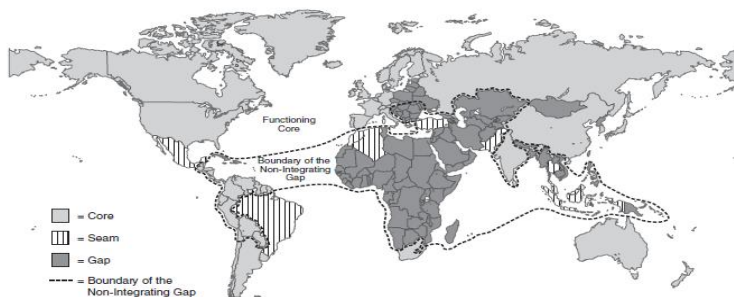 Functioning
Core
Boundary of the
Non-Integrating
Gap
= Core
= Seam
= Gap
= Boundary of the
Non-Integrating Gap